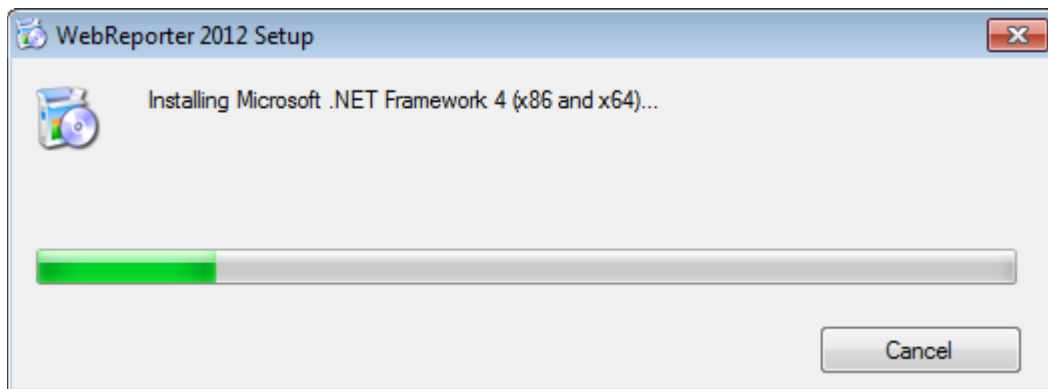 WebReporter 2012 Setup
Installing Microsoft .NET Framework 4 (x86 and x64)...
Cancel